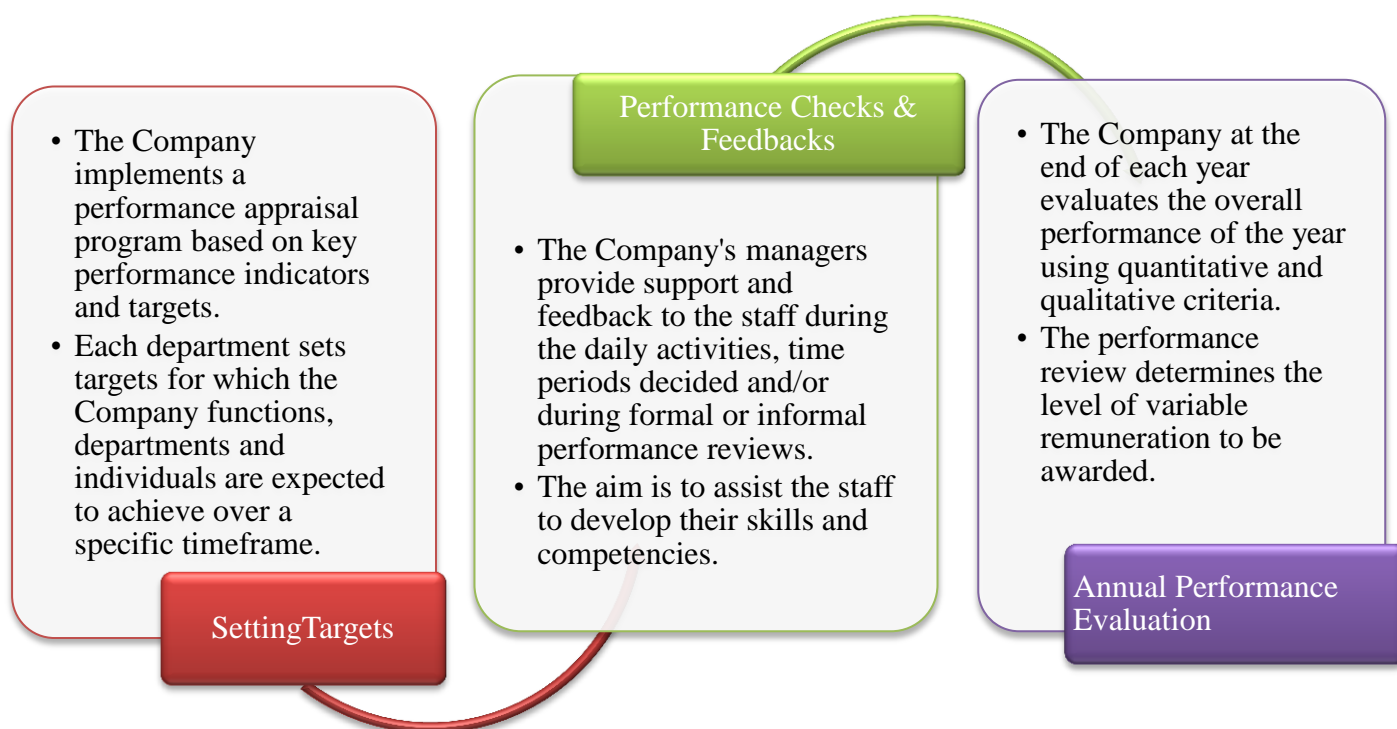 • The Company
implements a
performance appraisal
program based on key
performance indicators
and targets.
• Each department sets
targets for which the
Company functions,
departments and
individuals are expected
to achieve over a
specific timeframe.
SettingTargets
Performance Checks &
Feedbacks
• The Company's managers
provide support and
feedback to the staff during
the daily activities, time
periods decided and/or
during formal or informal
performance reviews.
• The aim is to assist the staff
to develop their skills and
competencies.
• The Company at the
end of each year
evaluates the overall
performance of the year
using quantitative and
qualitative criteria.
• The performance
review determines the
level of variable
remuneration to be
awarded.
Annual Performance
Evaluation